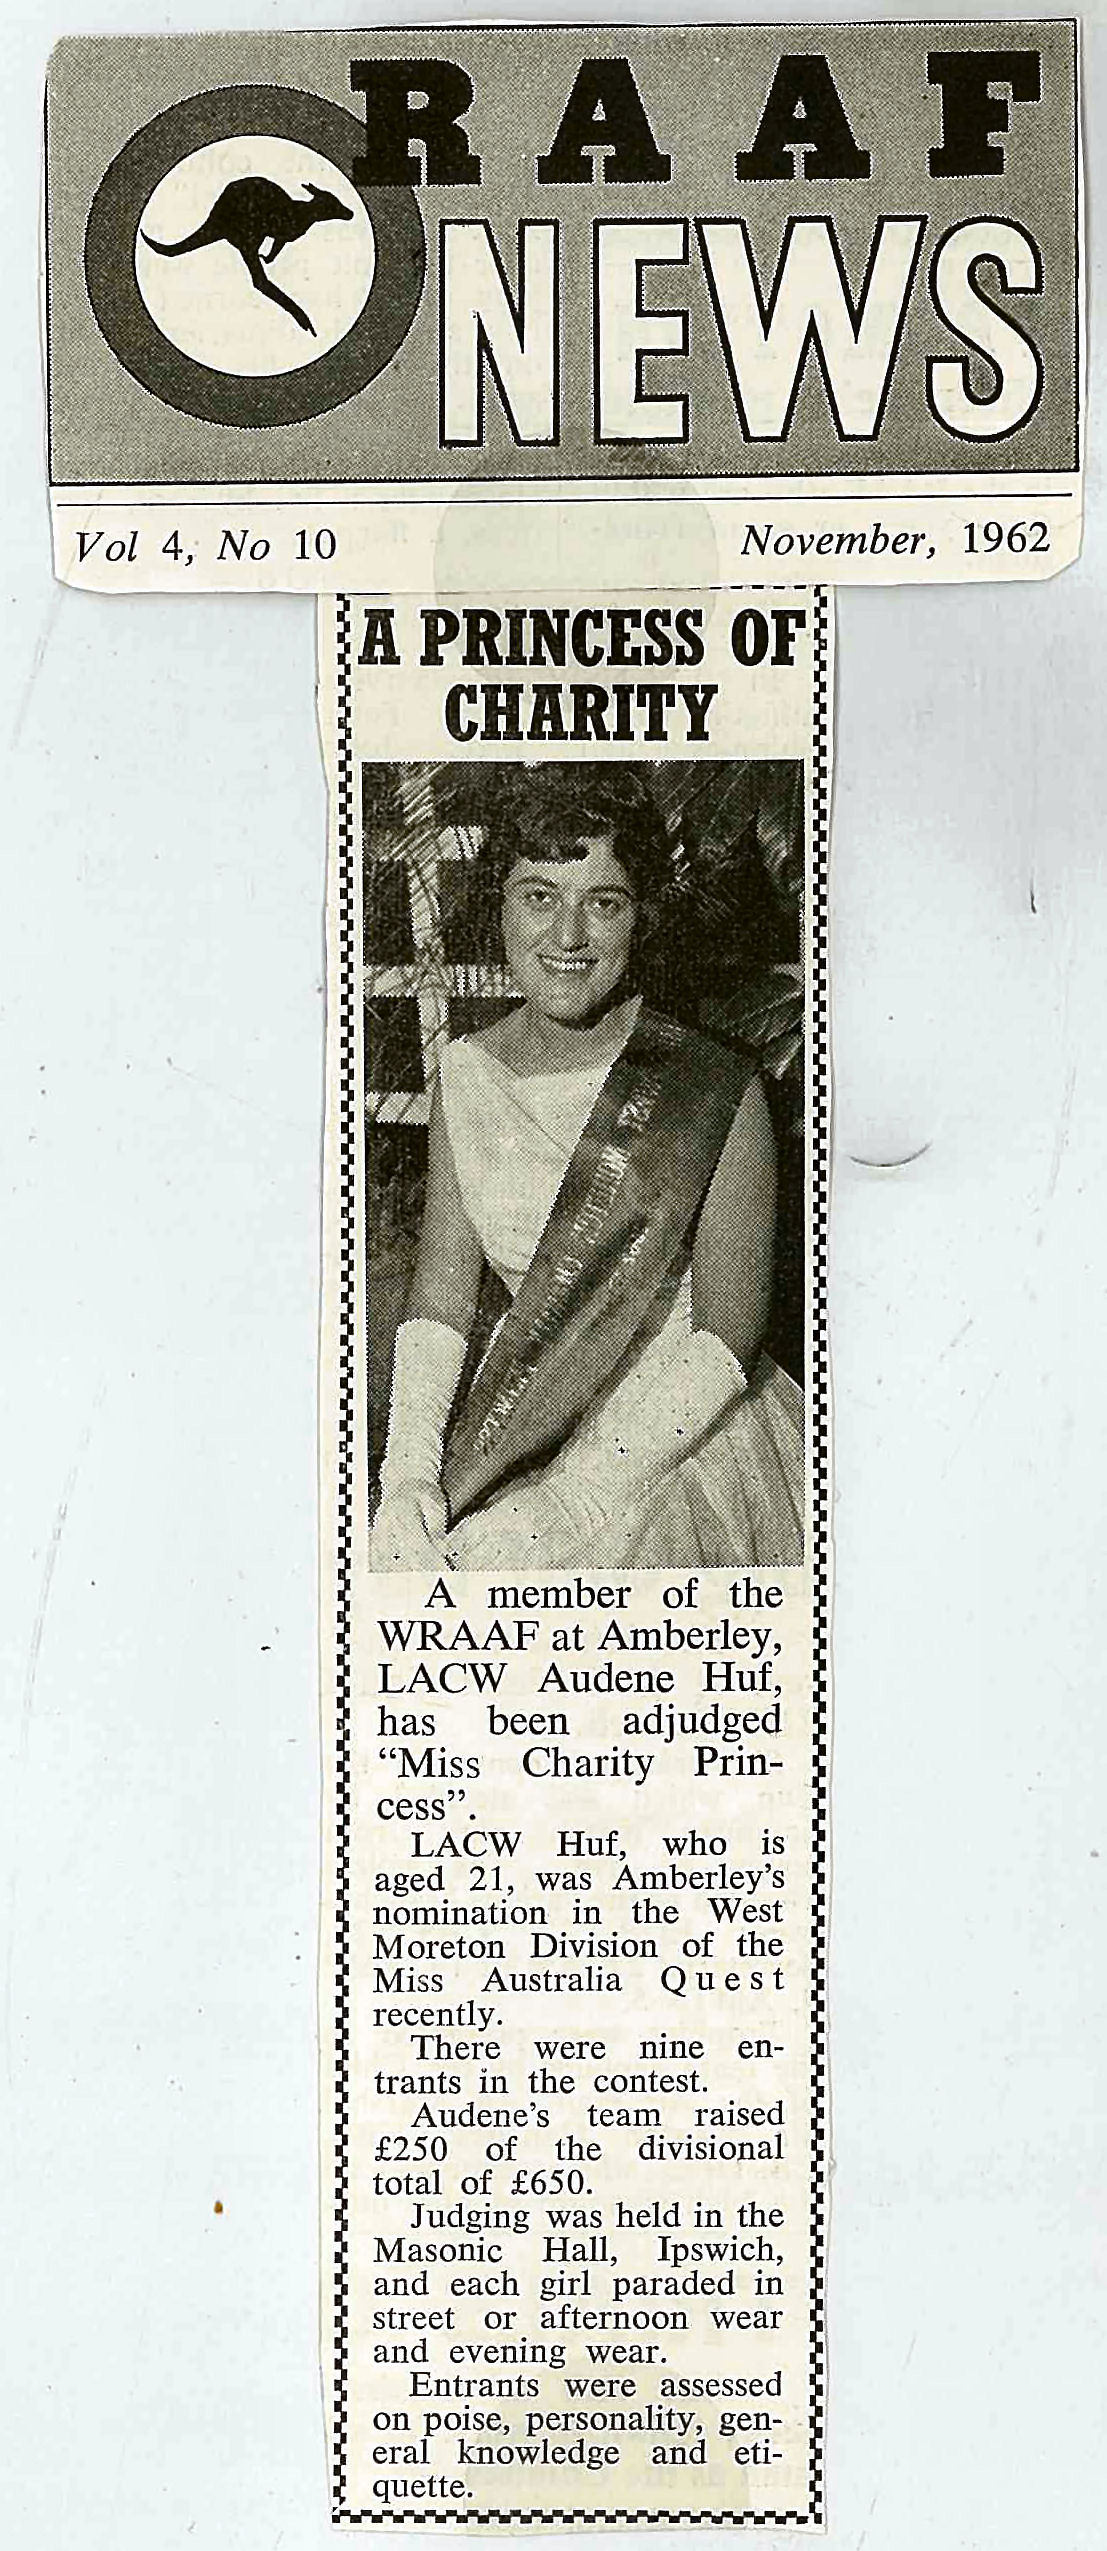 RAAF
NEWS
Vol 4, No 10
November, 1962
A PRINCESS OF
CHARITY
A member of the
WRAAF at Amberley,
LACW Audene Huf,
has been adjudged
“Miss Charity Prin-
cess”.
LACW Huf, who is
aged 21, was Amberley’s
nomination in the West
Moreton Division of the
Miss Australia Quest
recently.
There were nine en-
trants in the contest.
Audene’s team raised
£250 of the divisional
total of £650.
Judging was held in the
Masonic Hall, Ipswich,
and each girl paraded in
street or afternoon wear
and evening wear.
Entrants were assessed
on poise, personality, gen-
eral knowledge and eti-
quette.